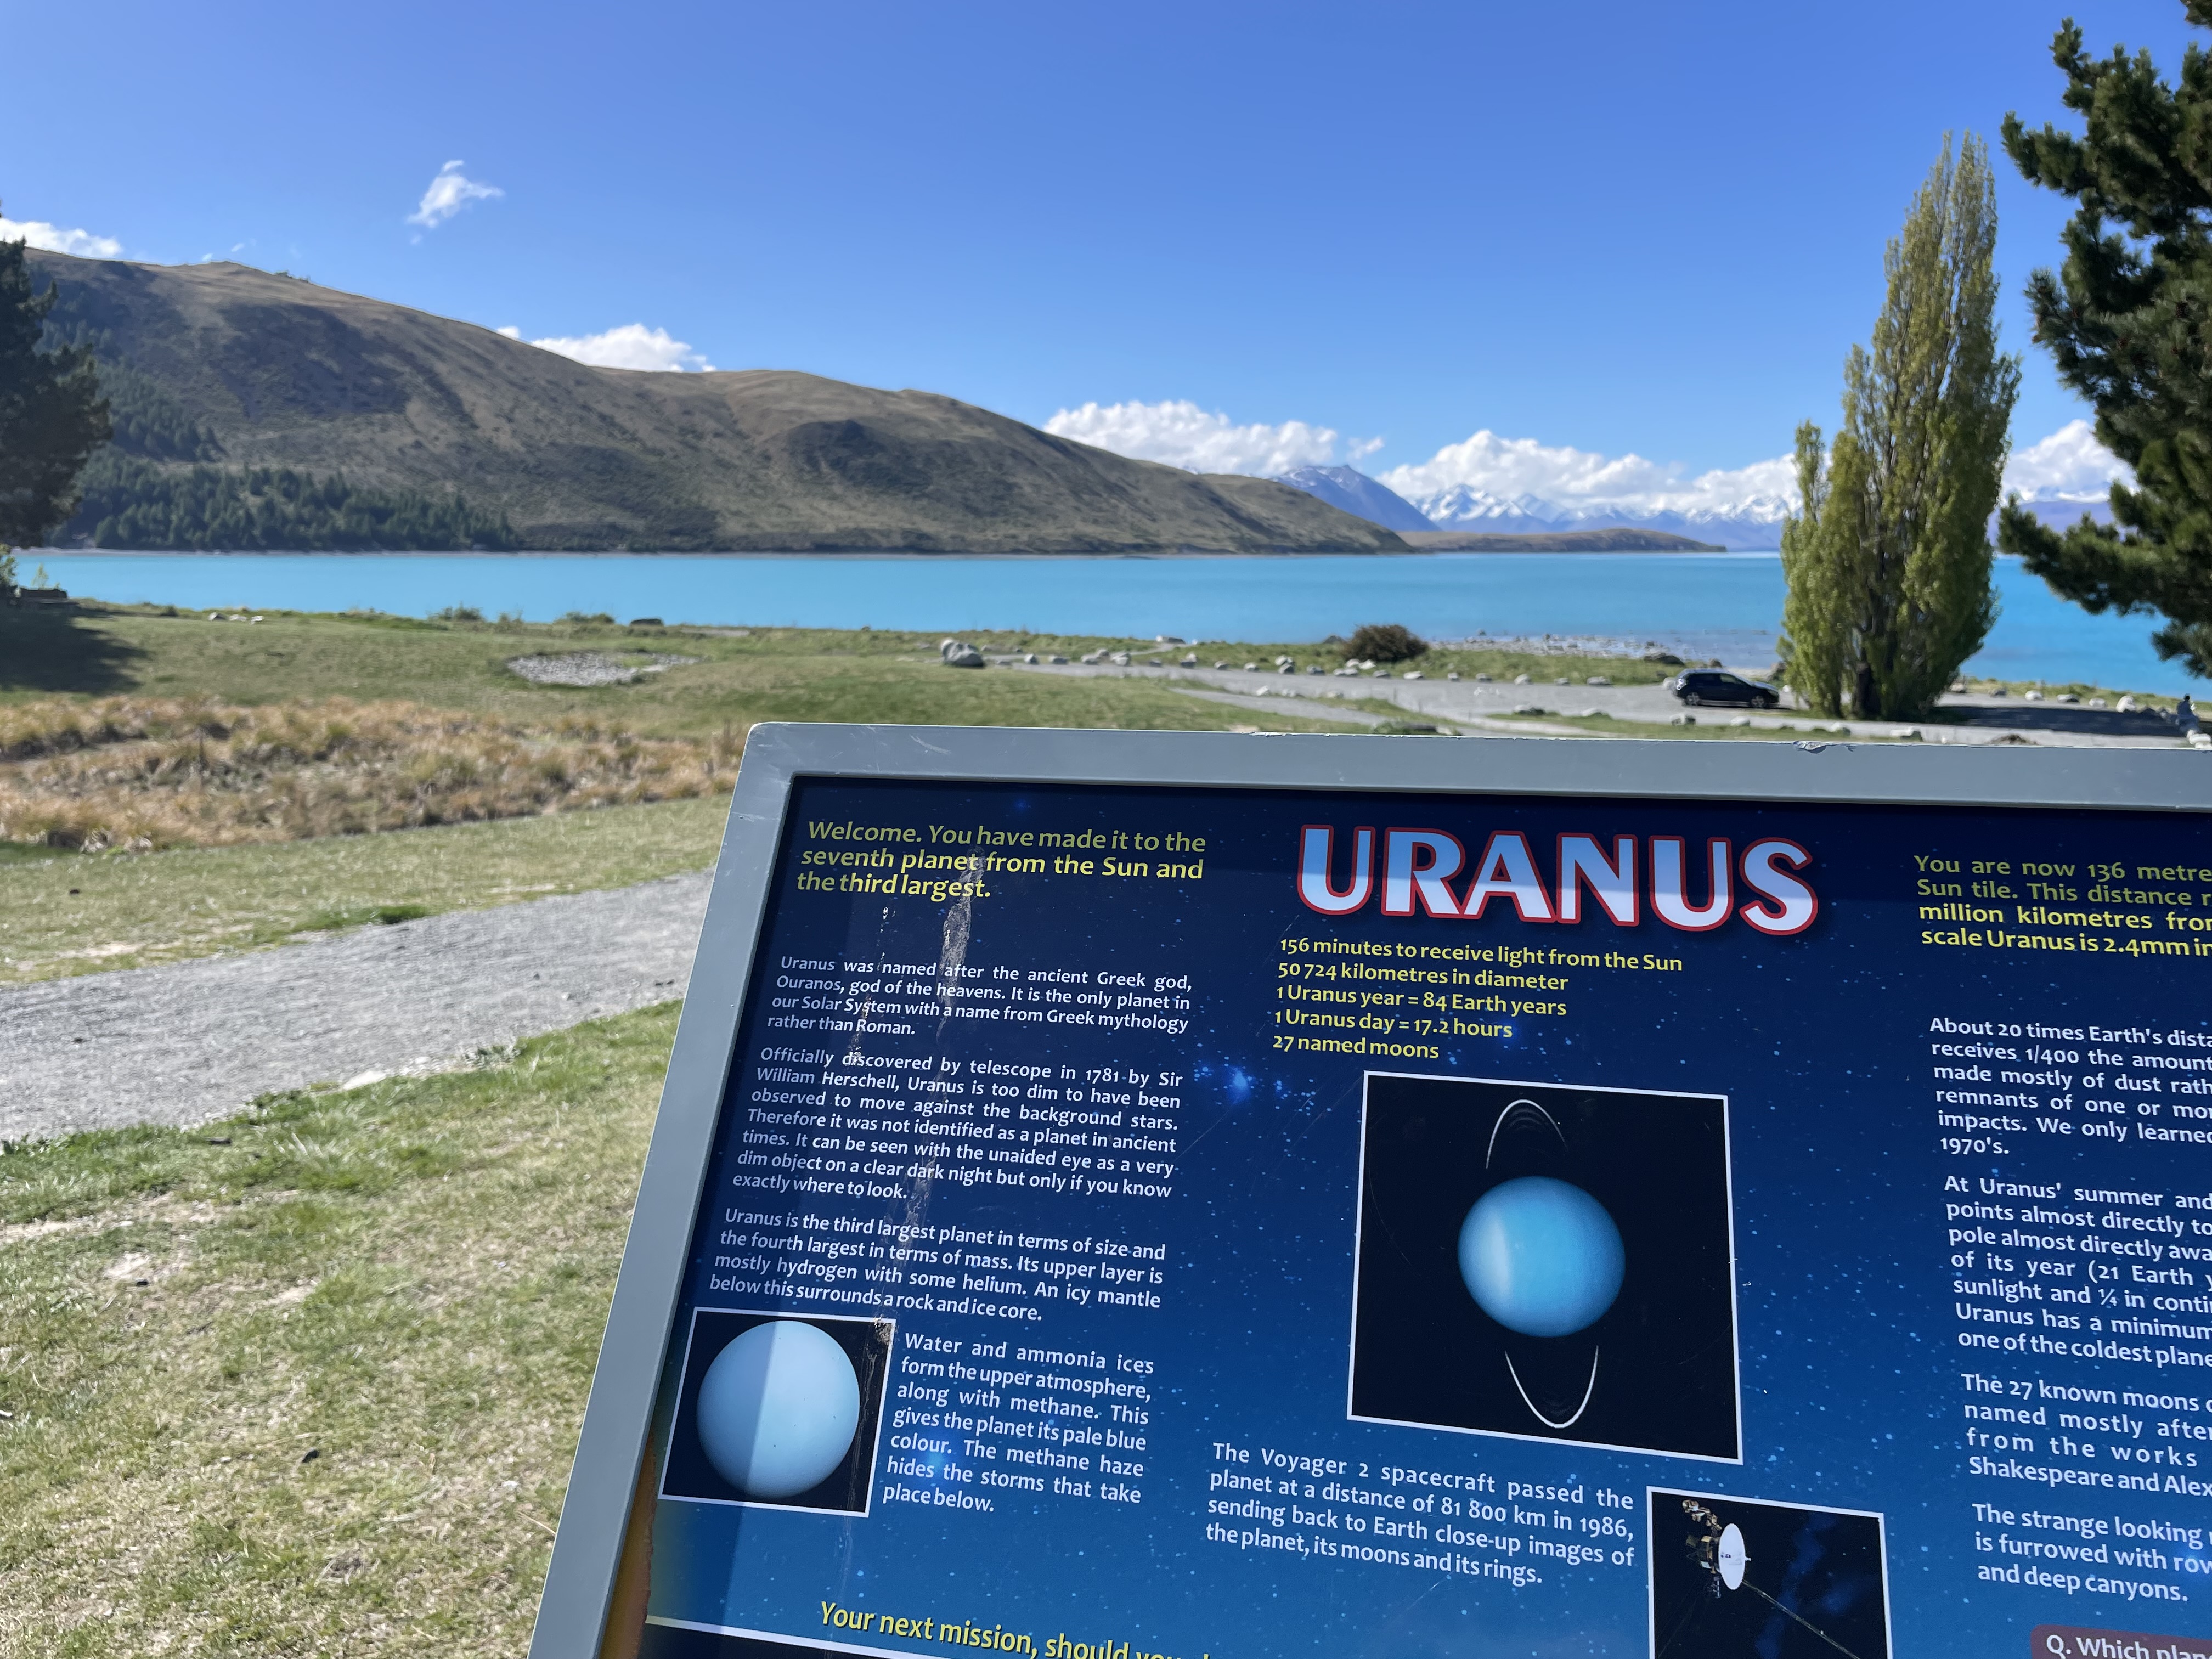 Welcome. You have made it to the
seventh planet from the Sun and
the third largest.
Uranus was named after the ancient Greek god,
Ouranos, god of the heavens. It is the only planet in
our Solar System with a name from Greek mythology
rather than Roman.
Officially discovered by telescope in 1781 by Sir
William Herschell, Uranus is too dim to have been
observed to move against the background stars.
Therefore it was not identified as a planet in ancient
times. It can be seen with the unaided eye as a very
dim object on a clear dark night but only if you know
exactly where to look.
Uranus is the third largest planet in terms of size and
the fourth largest in terms of mass. Its upper layer is
mostly hydrogen with some helium. An icy mantle
below this surrounds a rock and ice core.
Water and ammonia ices
form the upper atmosphere,
along with methane. This
gives the planet its pale blue
colour. The methane haze
hides the storms that take
place below.
URANUS
156 minutes to receive light from the Sun
50 724 kilometres in diameter
1 Uranus year = 84 Earth years
1 Uranus day = 17.2 hours
27 named moons
The Voyager 2 spacecraft passed the
planet at a distance of 81 800 km in 1986,
sending back to Earth close-up images of
the planet, its moons and its rings.
You are now 136 metre
Sun tile. This distance
million kilometres
scale Uranus is 2.4mm in
About 20 times Earth's
receives 1/400 the amount
made mostly of dust
remnants of one or
impacts. We only learned
1970's.
At Uranus' summer and
points almost directly
pole almost directly
of its year (21 Earth
sunlight and ¼ in
Uranus has a minimum
one of the coldest
The 27 known moons
named mostly after
from the works
Shakespeare and
The strange looking
is furrowed with
and deep canyons.
Q. Which
Your next mission, should